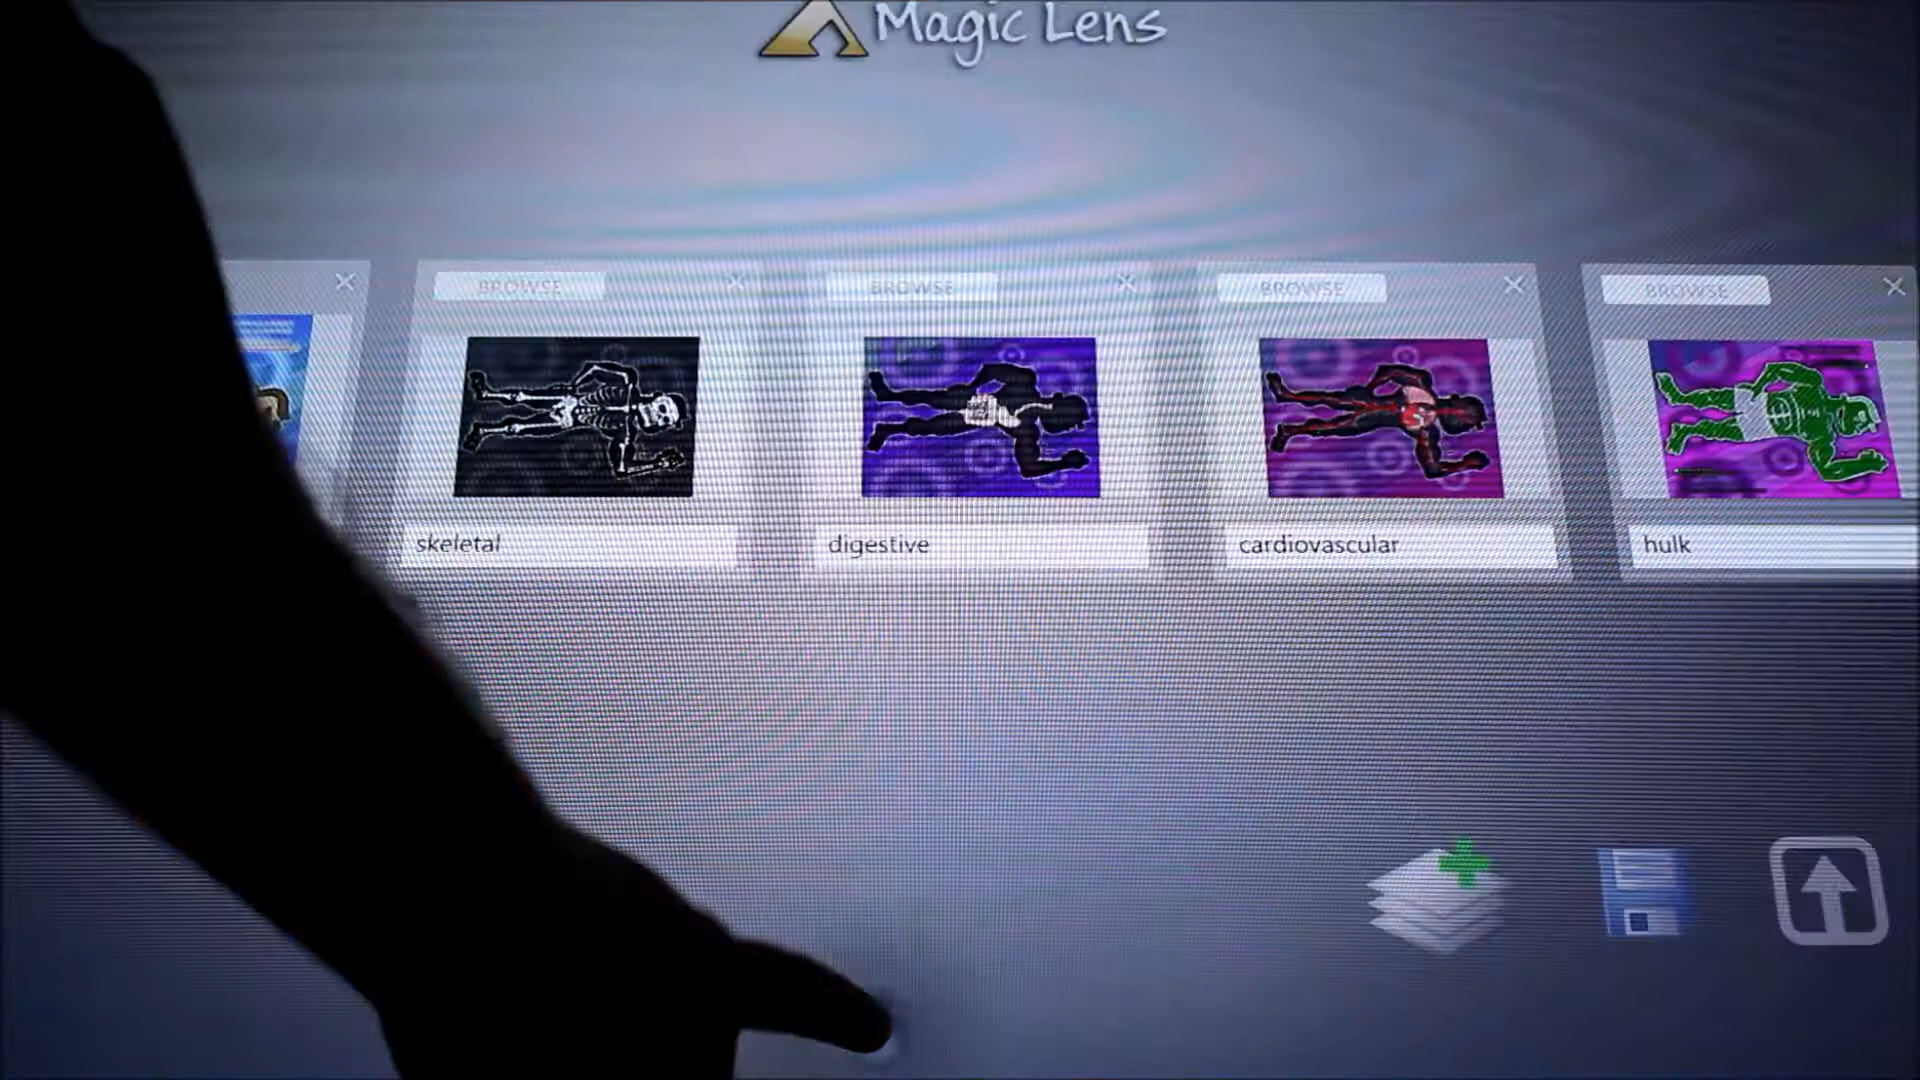 Magic Lens
BROWSE
BROWSE
BROWSE
BROWSE
skeletal
digestive
cardiovascular
hulk